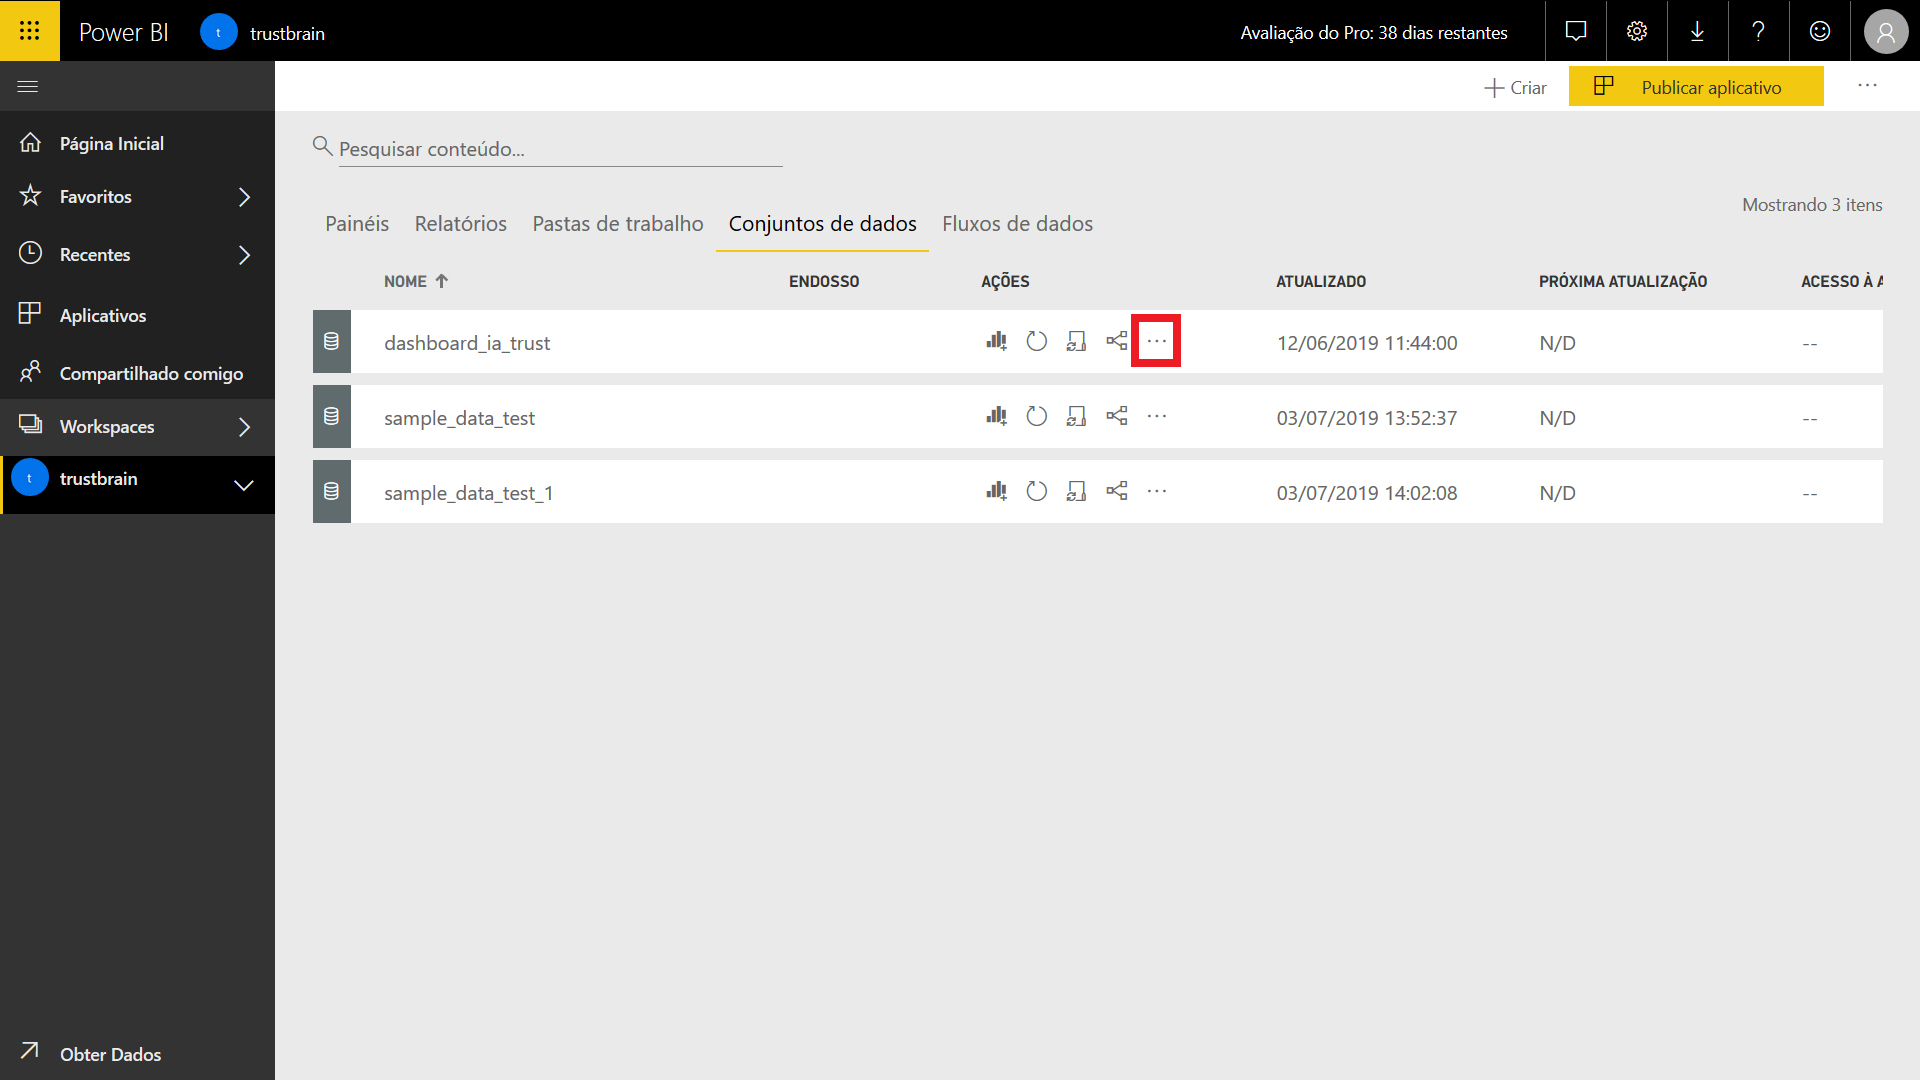 Power BI
t
trustbrain
Avaliação do Pro: 38 dias restantes
Criar
Publicar aplicativo
Página Inicial
Favoritos
Recentes
Aplicativos
Compartilhado comigo
Workspaces
t
trustbrain
Obter Dados
Pesquisar conteúdo...
Mostrando 3 itens
Painéis Relatórios Pastas de trabalho Conjuntos de dados Fluxos de dados
NOME ENDOSSO AÇÕES ATUALIZADO PRÓXIMA ATUALIZAÇÃO ACESSO À A
dashboard_ia_trust 12/06/2019 11:44:00 N/D --
sample_data_test 03/07/2019 13:52:37 N/D --
sample_data_test_1 03/07/2019 14:02:08 N/D --